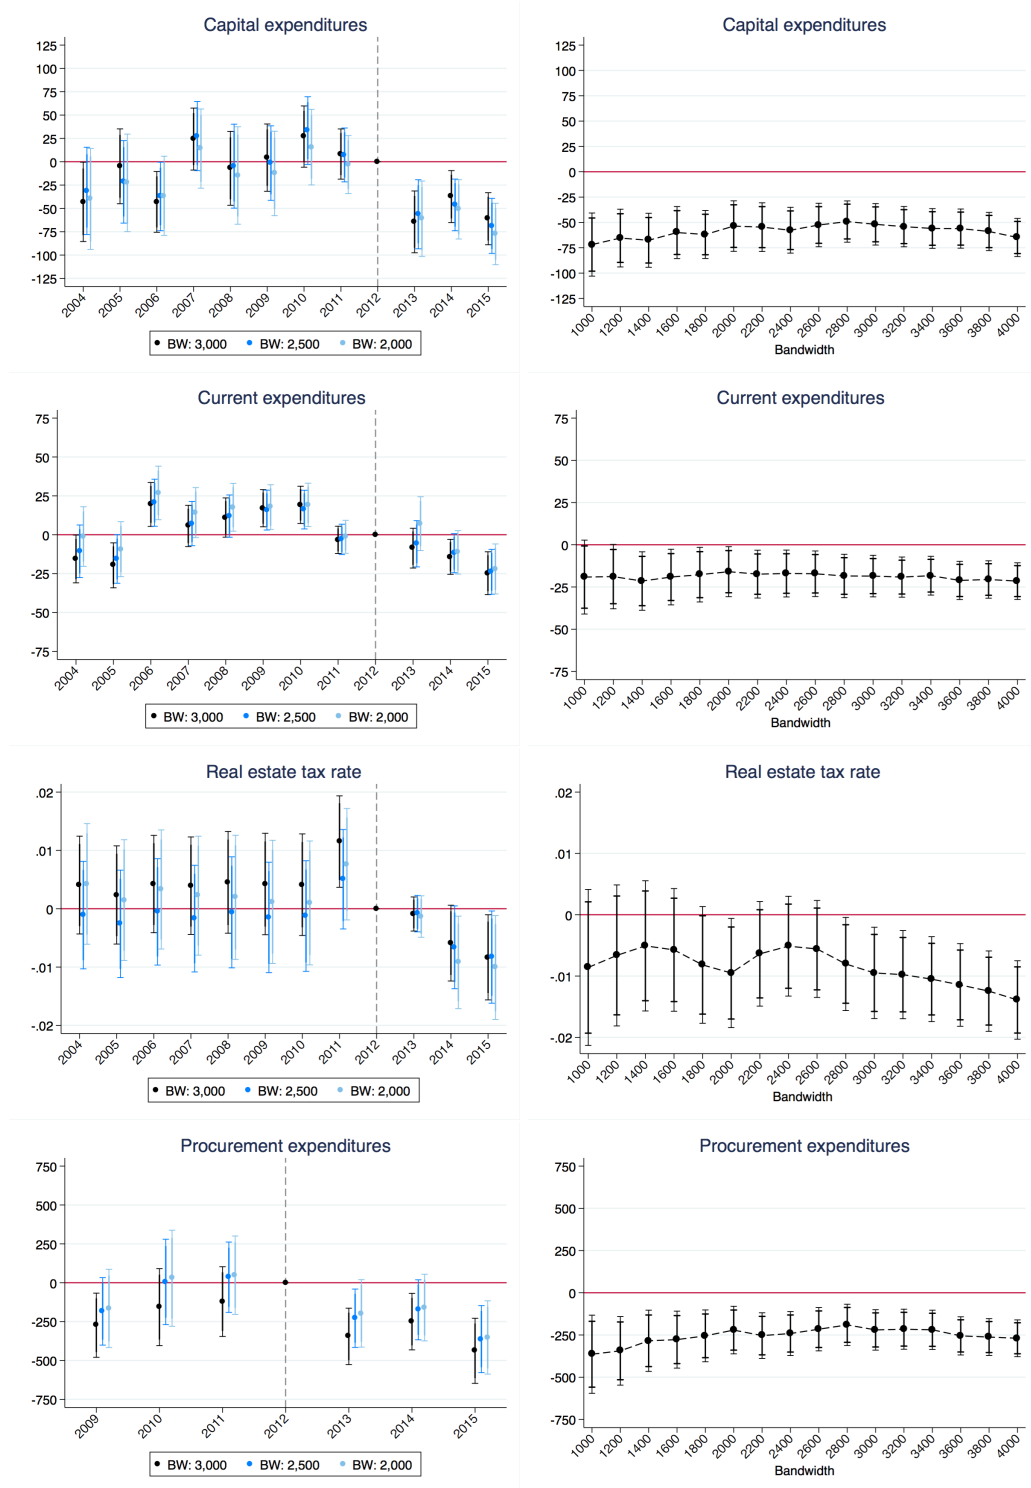 Capital expenditures
125
100
75
50
25
0
-25
-50
-75
-100
-125
2004 2005 2006 2007 2008 2009 2010 2011 2012 2013 2014 2015
BW: 3,000 BW: 2,500 BW: 2,000
Capital expenditures
125
100
75
50
25
0
-25
-50
-75
-100
-125
1000 1200 1400 1600 1800 2000 2200 2400 2600 2800 3000 3200 3400 3600 3800 4000
Bandwidth
Current expenditures
75
50
25
0
-25
-50
-75
2004 2005 2006 2007 2008 2009 2010 2011 2012 2013 2014 2015
BW: 3,000 BW: 2,500 BW: 2,000
Current expenditures
75
50
25
0
-25
-50
-75
1000 1200 1400 1600 1800 2000 2200 2400 2600 2800 3000 3200 3400 3600 3800 4000
Bandwidth
Real estate tax rate
.02
.01
0
-.01
-.02
2004 2005 2006 2007 2008 2009 2010 2011 2012 2013 2014 2015
BW: 3,000 BW: 2,500 BW: 2,000
Real estate tax rate
.02
.01
0
-.01
-.02
1000 1200 1400 1600 1800 2000 2200 2400 2600 2800 3000 3200 3400 3600 3800 4000
Bandwidth
Procurement expenditures
750
500
250
0
-250
-500
-750
2009 2010 2011 2012 2013 2014 2015
BW: 3,000 BW: 2,500 BW: 2,000
Procurement expenditures
750
500
250
0
-250
-500
-750
1000 1200 1400 1600 1800 2000 2200 2400 2600 2800 3000 3200 3400 3600 3800 4000
Bandwidth